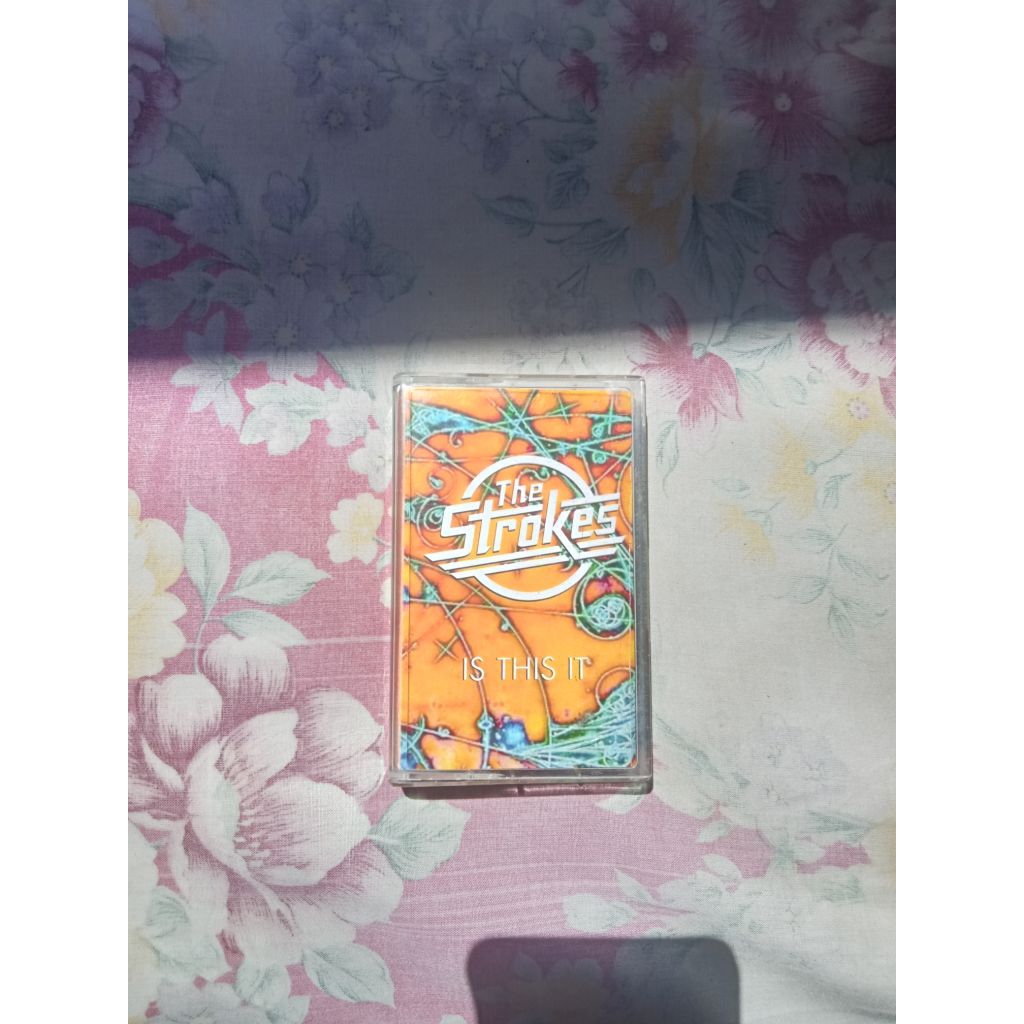 The
Strokes
IS THIS IT